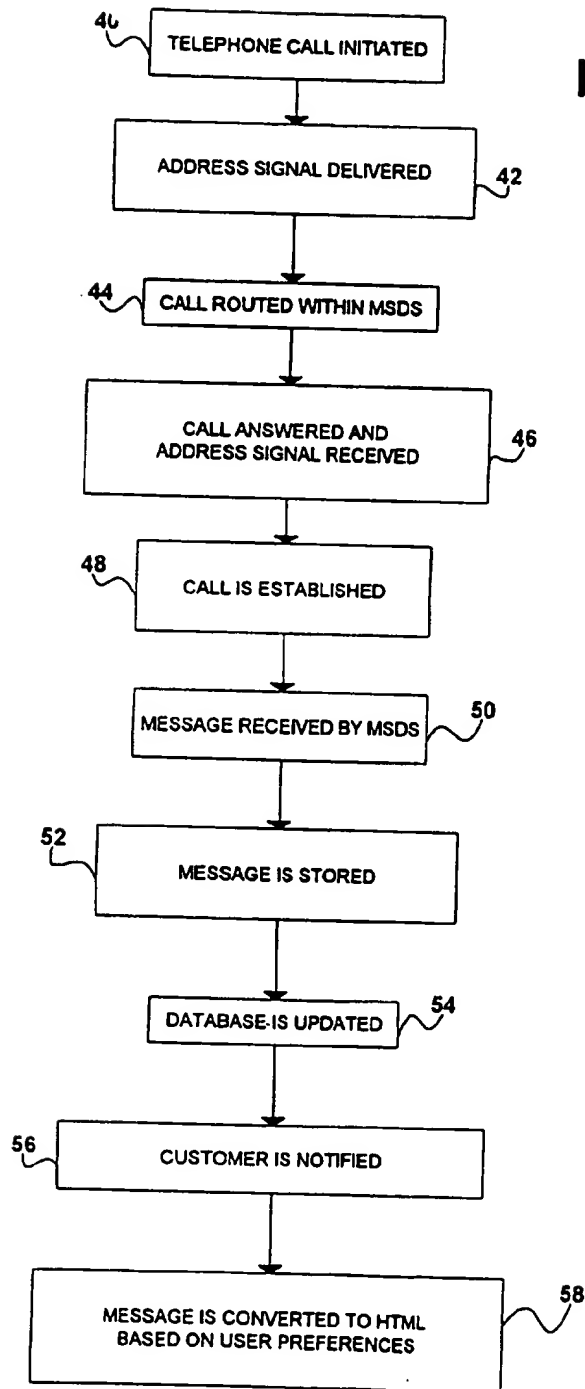 40
TELEPHONE CALL INITIATED
ADDRESS SIGNAL DELIVERED
42
44
CALL ROUTED WITHIN MSDS
CALL ANSWERED AND
ADDRESS SIGNAL RECEIVED
46
48
CALL IS ESTABLISHED
MESSAGE RECEIVED BY MSDS
50
52
MESSAGE IS STORED
DATABASE IS UPDATED
54
56
CUSTOMER IS NOTIFIED
MESSAGE IS CONVERTED TO HTML
BASED ON USER PREFERENCES
58